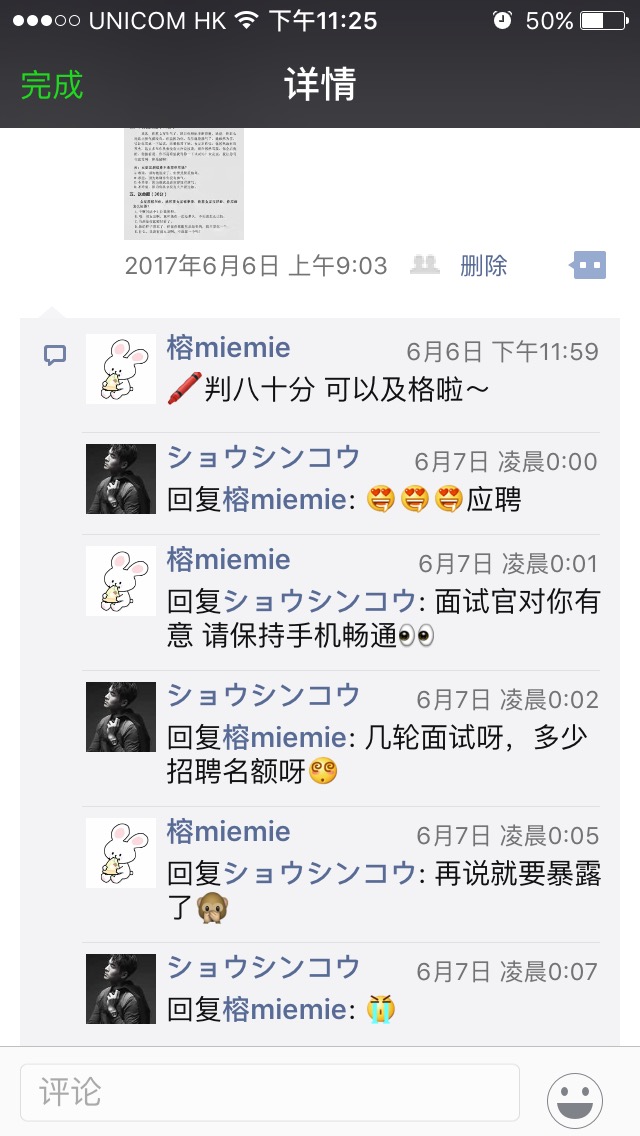 UNICOM HK 下午11:25 50%
完成 详情
2017年6月6日 上午9:03 删除
榕miemie 6月6日 下午11:59
判八十分 可以及格啦～
ショウシンコウ 6月7日 凌晨0:00
回复榕miemie: 应聘
榕miemie 6月7日 凌晨0:01
回复ショウシンコウ: 面试官对你有
意 请保持手机畅通
ショウシンコウ 6月7日 凌晨0:02
回复榕miemie: 几轮面试呀，多少
招聘名额呀
榕miemie 6月7日 凌晨0:05
回复ショウシンコウ: 再说就要暴露
了
ショウシンコウ 6月7日 凌晨0:07
回复榕miemie:
评论